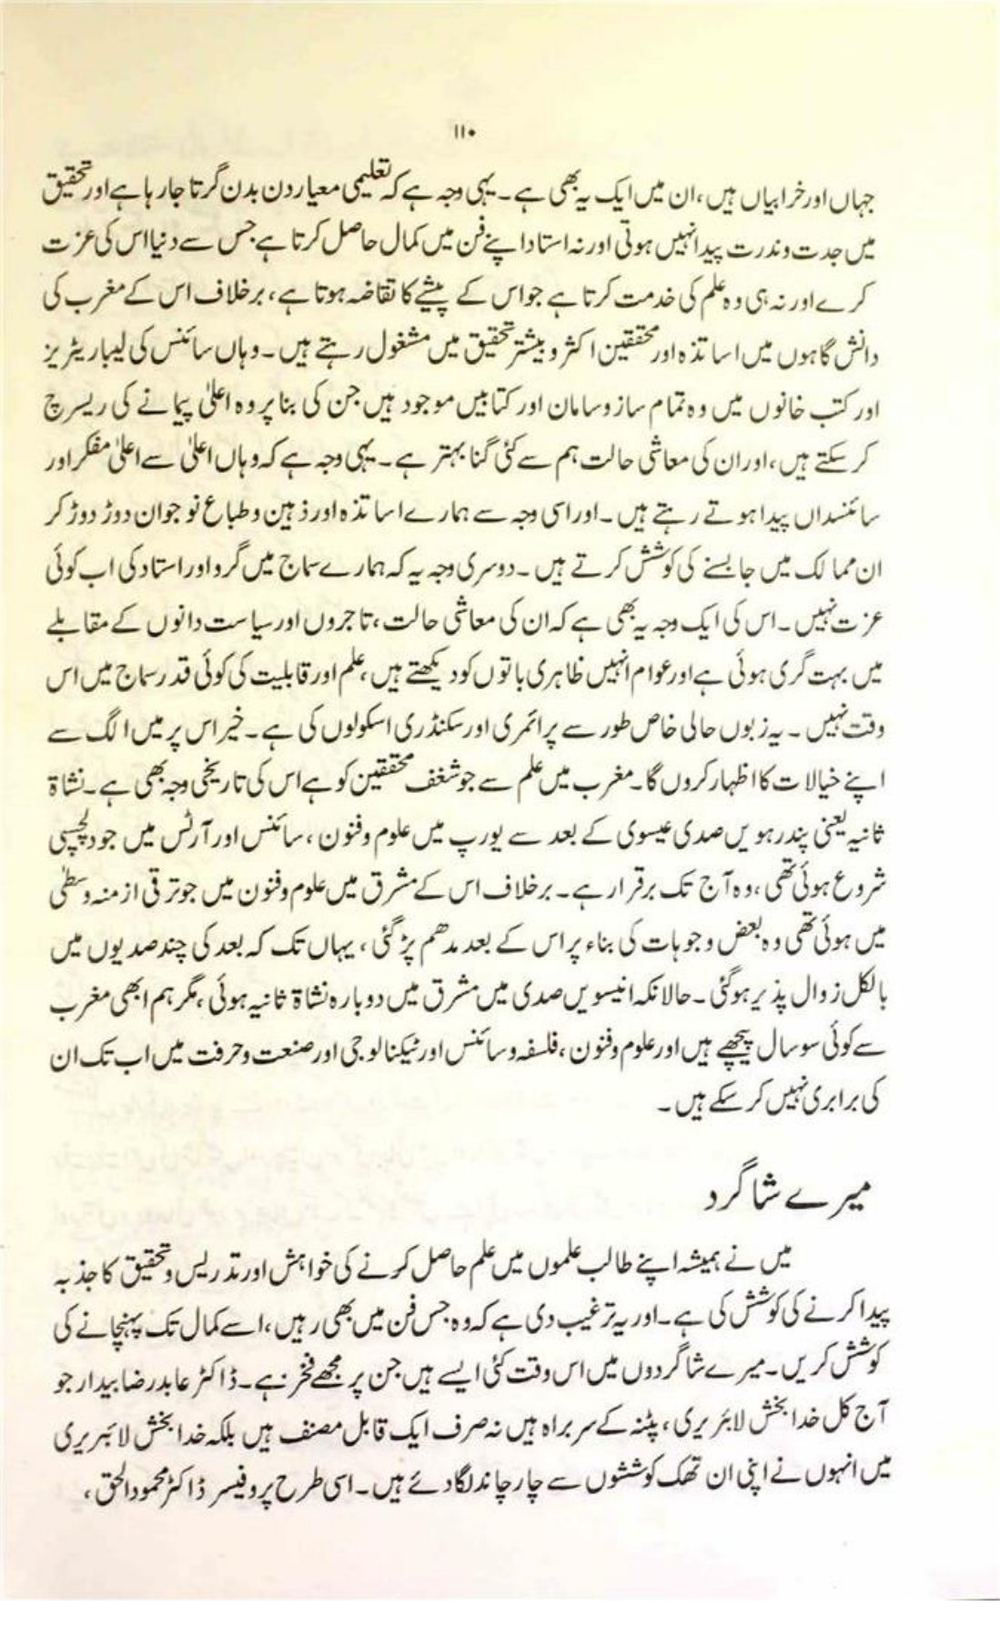 ۱۱۰
جہاں اور خرابیاں ہیں، ان میں ایک یہ بھی ہے۔ یہی وجہ ہے کہ تعلیمی معیار دن بدن گرتا جا رہا ہے اور تحقیق
میں جدت و ندرت پیدا نہیں ہوتی اور نہ استاد اپنے فن میں کمال حاصل کرتا ہے جس سے دنیا اس کی عزت
کرے اور نہ ہی وہ علم کی خدمت کرتا ہے جو اس کے پیشے کا تقاضہ ہوتا ہے، برخلاف اس کے مغرب کی
دانش گاہوں میں اساتذہ اور محققین اکثر و بیشتر تحقیق میں مشغول رہتے ہیں۔ وہاں سائنس کی لیباریٹریز
اور کتب خانوں میں وہ تمام ساز و سامان اور کتابیں موجود ہیں جن کی بنا پر وہ اعلیٰ پیمانے کی ریسرچ
کر سکتے ہیں، اور ان کی معاشی حالت ہم سے کئی گنا بہتر ہے۔ یہی وجہ ہے کہ وہاں اعلیٰ سے اعلیٰ مفکر اور
سائنسداں پیدا ہوتے رہتے ہیں۔ اور اسی وجہ سے ہمارے اساتذہ اور ذہین و طباع نوجوان دوڑ دوڑ کر
ان ممالک میں جا بسنے کی کوشش کرتے ہیں۔ دوسری وجہ یہ کہ ہمارے سماج میں گرو اور استاد کی اب کوئی
عزت نہیں۔ اس کی ایک وجہ یہ بھی ہے کہ ان کی معاشی حالت، تاجروں اور سیاست دانوں کے مقابلے
میں بہت گری ہوئی ہے اور عوام انہیں ظاہری باتوں کو دیکھتے ہیں، علم اور قابلیت کی کوئی قدر سماج میں اس
وقت نہیں۔ یہ زبوں حالی خاص طور سے پرائمری اور سکنڈری اسکولوں کی ہے۔ خیر اس پر میں الگ سے
اپنے خیالات کا اظہار کروں گا۔ مغرب میں علم سے جو شغف محققین کو ہے اس کی تاریخی وجہ بھی ہے۔ نشاۃ
ثانیہ یعنی پندرہویں صدی عیسوی کے بعد سے یورپ میں علوم و فنون، سائنس اور آرٹس میں جو دلچسپی
شروع ہوئی تھی، وہ آج تک برقرار ہے۔ برخلاف اس کے مشرق میں علوم و فنون میں جو ترقی ازمنہ وسطٰی
میں ہوئی تھی وہ بعض وجوہات کی بناء پر اس کے بعد مدھم پڑ گئی، یہاں تک کہ بعد کی چند صدیوں میں
بالکل زوال پذیر ہو گئی۔ حالانکہ انیسویں صدی میں مشرق میں دوبارہ نشاۃ ثانیہ ہوئی، مگر ہم ابھی مغرب
سے کوئی سو سال پیچھے ہیں اور علوم و فنون، فلسفہ و سائنس اور ٹیکنالوجی اور صنعت و حرفت میں اب تک ان
کی برابری نہیں کر سکے ہیں۔
میرے شاگرد
میں نے ہمیشہ اپنے طالب علموں میں علم حاصل کرنے کی خواہش اور تدریس و تحقیق کا جذبہ
پیدا کرنے کی کوشش کی ہے۔ اور یہ ترغیب دی ہے کہ وہ جس فن میں بھی رہیں، اسے کمال تک پہنچانے کی
کوشش کریں۔ میرے شاگردوں میں اس وقت کئی ایسے ہیں جن پر مجھے فخر ہے۔ ڈاکٹر عابد رضا بیدار جو
آج کل خدا بخش لائبریری، پٹنہ کے سربراہ ہیں نہ صرف ایک قابل مصنف ہیں بلکہ خدا بخش لائبریری
میں انہوں نے اپنی ان تھک کوششوں سے چار چاند لگا دئے ہیں۔ اسی طرح پروفیسر ڈاکٹر محمود الحق،